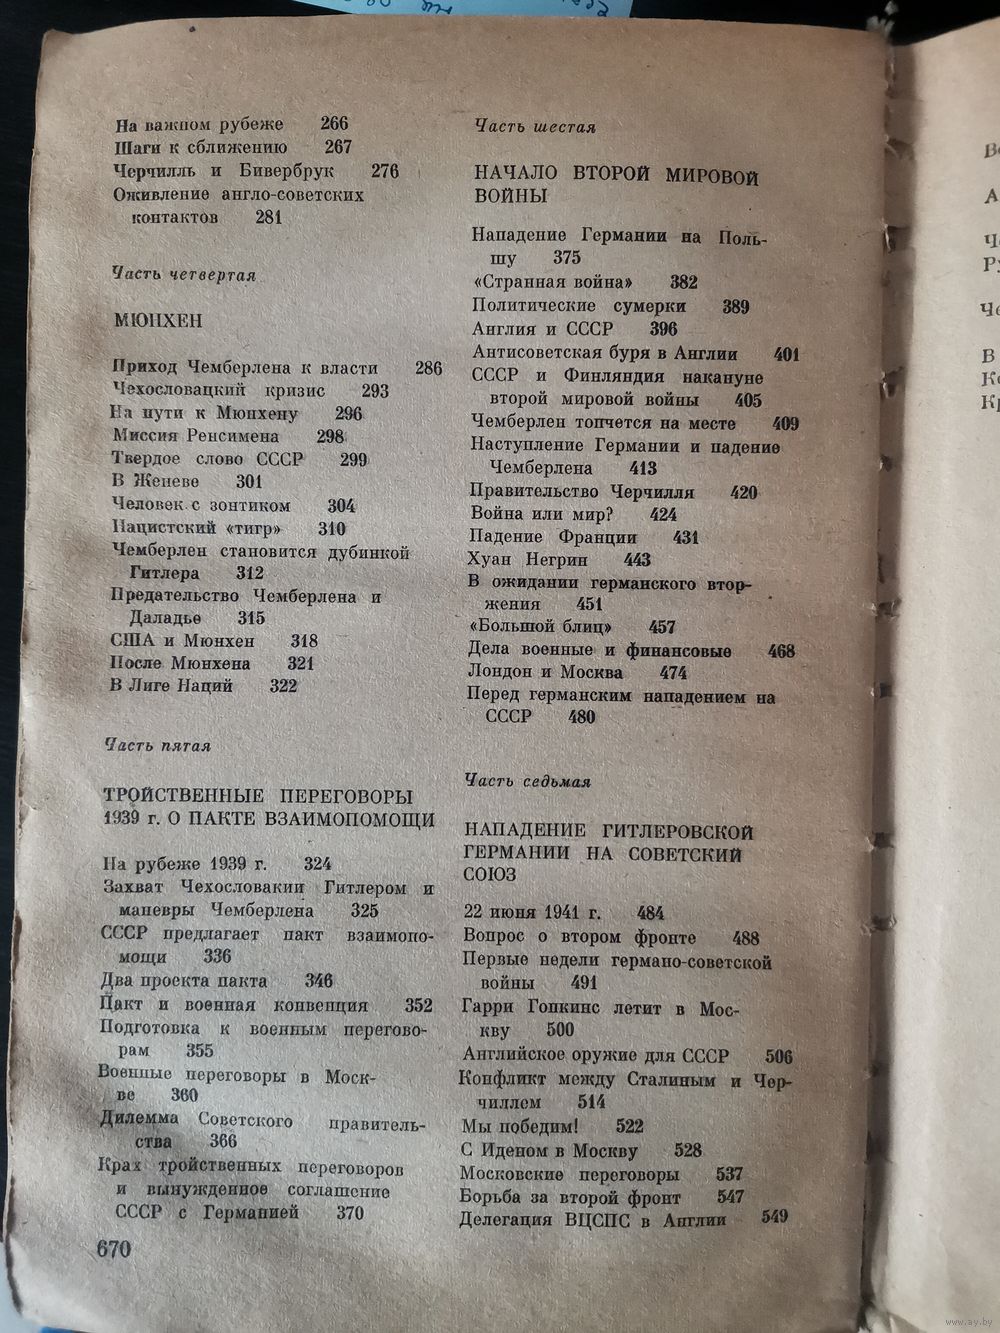 На важном рубеже 266
Шаги к сближению 267
Черчилль и Бивербрук 276
Оживление англо-советских
контактов 281
Часть четвертая
МЮНХЕН
Приход Чемберлена к власти 286
Чехословацкий кризис 293
На пути к Мюнхену 296
Миссия Ренсимена 298
Твердое слово СССР 299
В Женеве 301
Человек с зонтиком 304
Нацистский «тигр» 310
Чемберлен становится дубинкой
Гитлера 312
Предательство Чемберлена и
Даладье 315
США и Мюнхен 318
После Мюнхена 321
В Лиге Наций 322
Часть пятая
ТРОЙСТВЕННЫЕ ПЕРЕГОВОРЫ
1939 г. О ПАКТЕ ВЗАИМОПОМОЩИ
На рубеже 1939 г. 324
Захват Чехословакии Гитлером и
маневры Чемберлена 325
СССР предлагает пакт взаимопо-
мощи 336
Два проекта пакта 346
Пакт и военная конвенция 352
Подготовка к военным перегово-
рам 355
Военные переговоры в Моск-
ве 360
Дилемма Советского правитель-
ства 366
Крах тройственных переговоров
и вынужденное соглашение
СССР с Германией 370
670
Часть шестая
НАЧАЛО ВТОРОЙ МИРОВОЙ
ВОЙНЫ
Нападение Германии на Поль-
шу 375
«Странная война» 382
Политические сумерки 389
Англия и СССР 396
Антисоветская буря в Англии 401
СССР и Финляндия накануне
второй мировой войны 405
Чемберлен топчется на месте 409
Наступление Германии и падение
Чемберлена 413
Правительство Черчилля 420
Война или мир? 424
Падение Франции 431
Хуан Негрин 443
В ожидании германского втор-
жения 451
«Большой блиц» 457
Дела военные и финансовые 468
Лондон и Москва 474
Перед германским нападением на
СССР 480
Часть седьмая
НАПАДЕНИЕ ГИТЛЕРОВСКОЙ
ГЕРМАНИИ НА СОВЕТСКИЙ
СОЮЗ
22 июня 1941 г. 484
Вопрос о втором фронте 488
Первые недели германо-советской
войны 491
Гарри Гопкинс летит в Мос-
кву 500
Английское оружие для СССР 506
Конфликт между Сталиным и Чер-
чиллем 514
Мы победим! 522
С Иденом в Москву 528
Московские переговоры 537
Борьба за второй фронт 547
Делегация ВЦСПС в Англии 549
www.ay.by